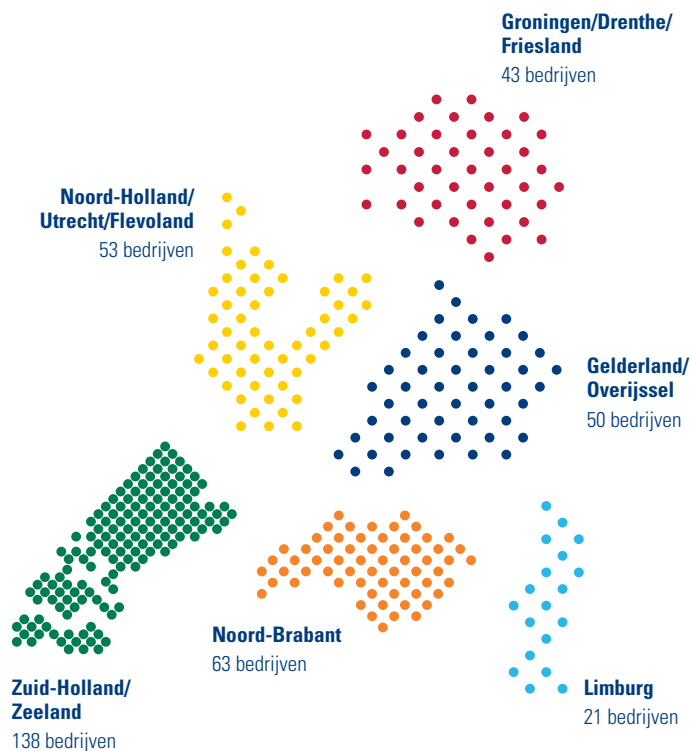 Groningen/Drenthe/
Friesland
43 bedrijven
Noord-Holland/
Utrecht/Flevoland
53 bedrijven
Gelderland/
Overijssel
50 bedrijven
Noord-Brabant
63 bedrijven
Zuid-Holland/
Zeeland
138 bedrijven
Limburg
21 bedrijven